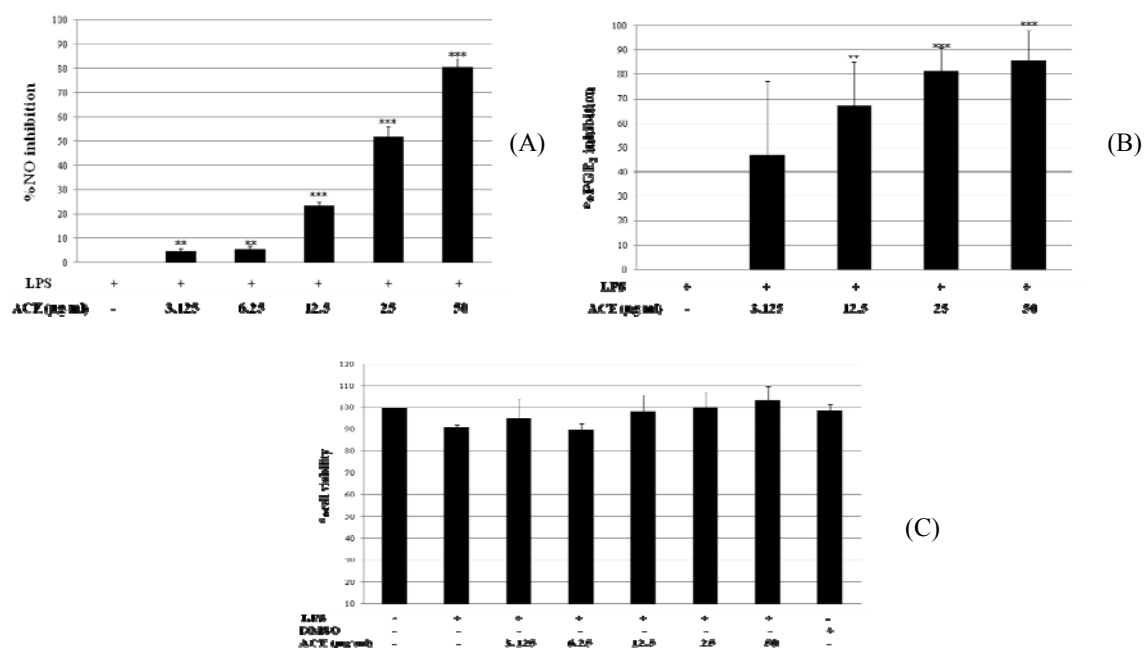 100
90
80
70
60
50
40
30
20
10
0
%NO inhibition
** ** *** *** *** ***
LPS + + + + + +
ACE (µg/ml) - 3.125 6.25 12.5 25 50
(A)
100
90
80
70
60
50
40
30
20
10
0
%PGE2 inhibition
** *** ***
LPS + + + + +
ACE (µg/ml) - 3.125 12.5 25 50
(B)
120
110
100
90
80
70
60
50
40
30
20
10
%cell viability
LPS - + + + + + + -
DMSO - - - - - - - +
ACE (µg/ml) - - 3.125 6.25 12.5 25 50 -
(C)